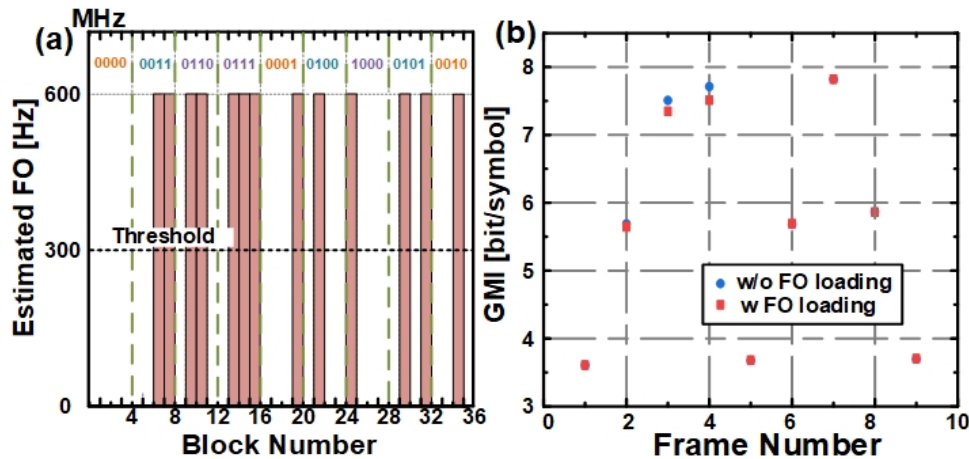 (a)
MHz
Estimated FO [Hz]
600
300
0
0000 0011 0110 0111 0001 0100 1000 0101 0010
Threshold
4 8 12 16 20 24 28 32 36
Block Number
(b)
GMI [bit/symbol]
8
7
6
5
4
3
w/o FO loading
w FO loading
0 2 4 6 8 10
Frame Number